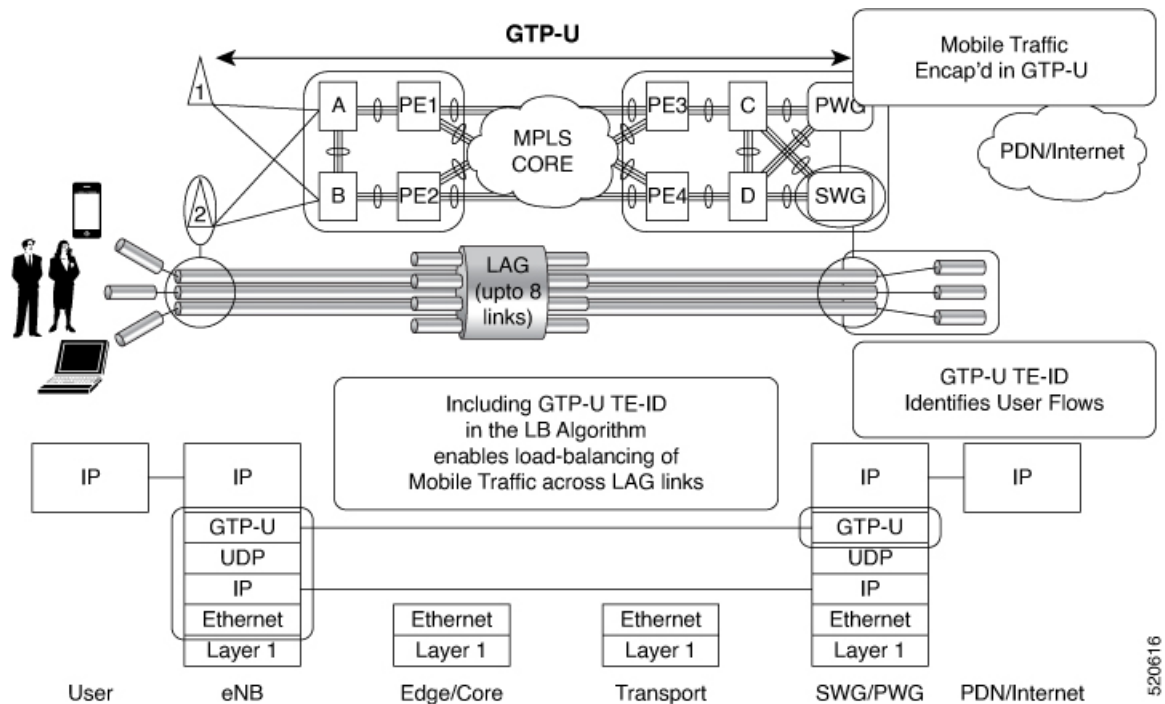 GTP-U
Mobile Traffic
Encap'd in GTP-U
1
A
PE1
PE3
C
PWG
MPLS
CORE
PDN/Internet
2
B
PE2
PE4
D
SWG
LAG
(upto 8
links)
GTP-U TE-ID
Identifies User Flows
Including GTP-U TE-ID
in the LB Algorithm
enables load-balancing of
Mobile Traffic across LAG links
IP
IP
IP
IP
GTP-U
GTP-U
UDP
UDP
IP
IP
Ethernet
Ethernet
Ethernet
Ethernet
Layer 1
Layer 1
Layer 1
Layer 1
User
eNB
Edge/Core
Transport
SWG/PWG
PDN/Internet
520616